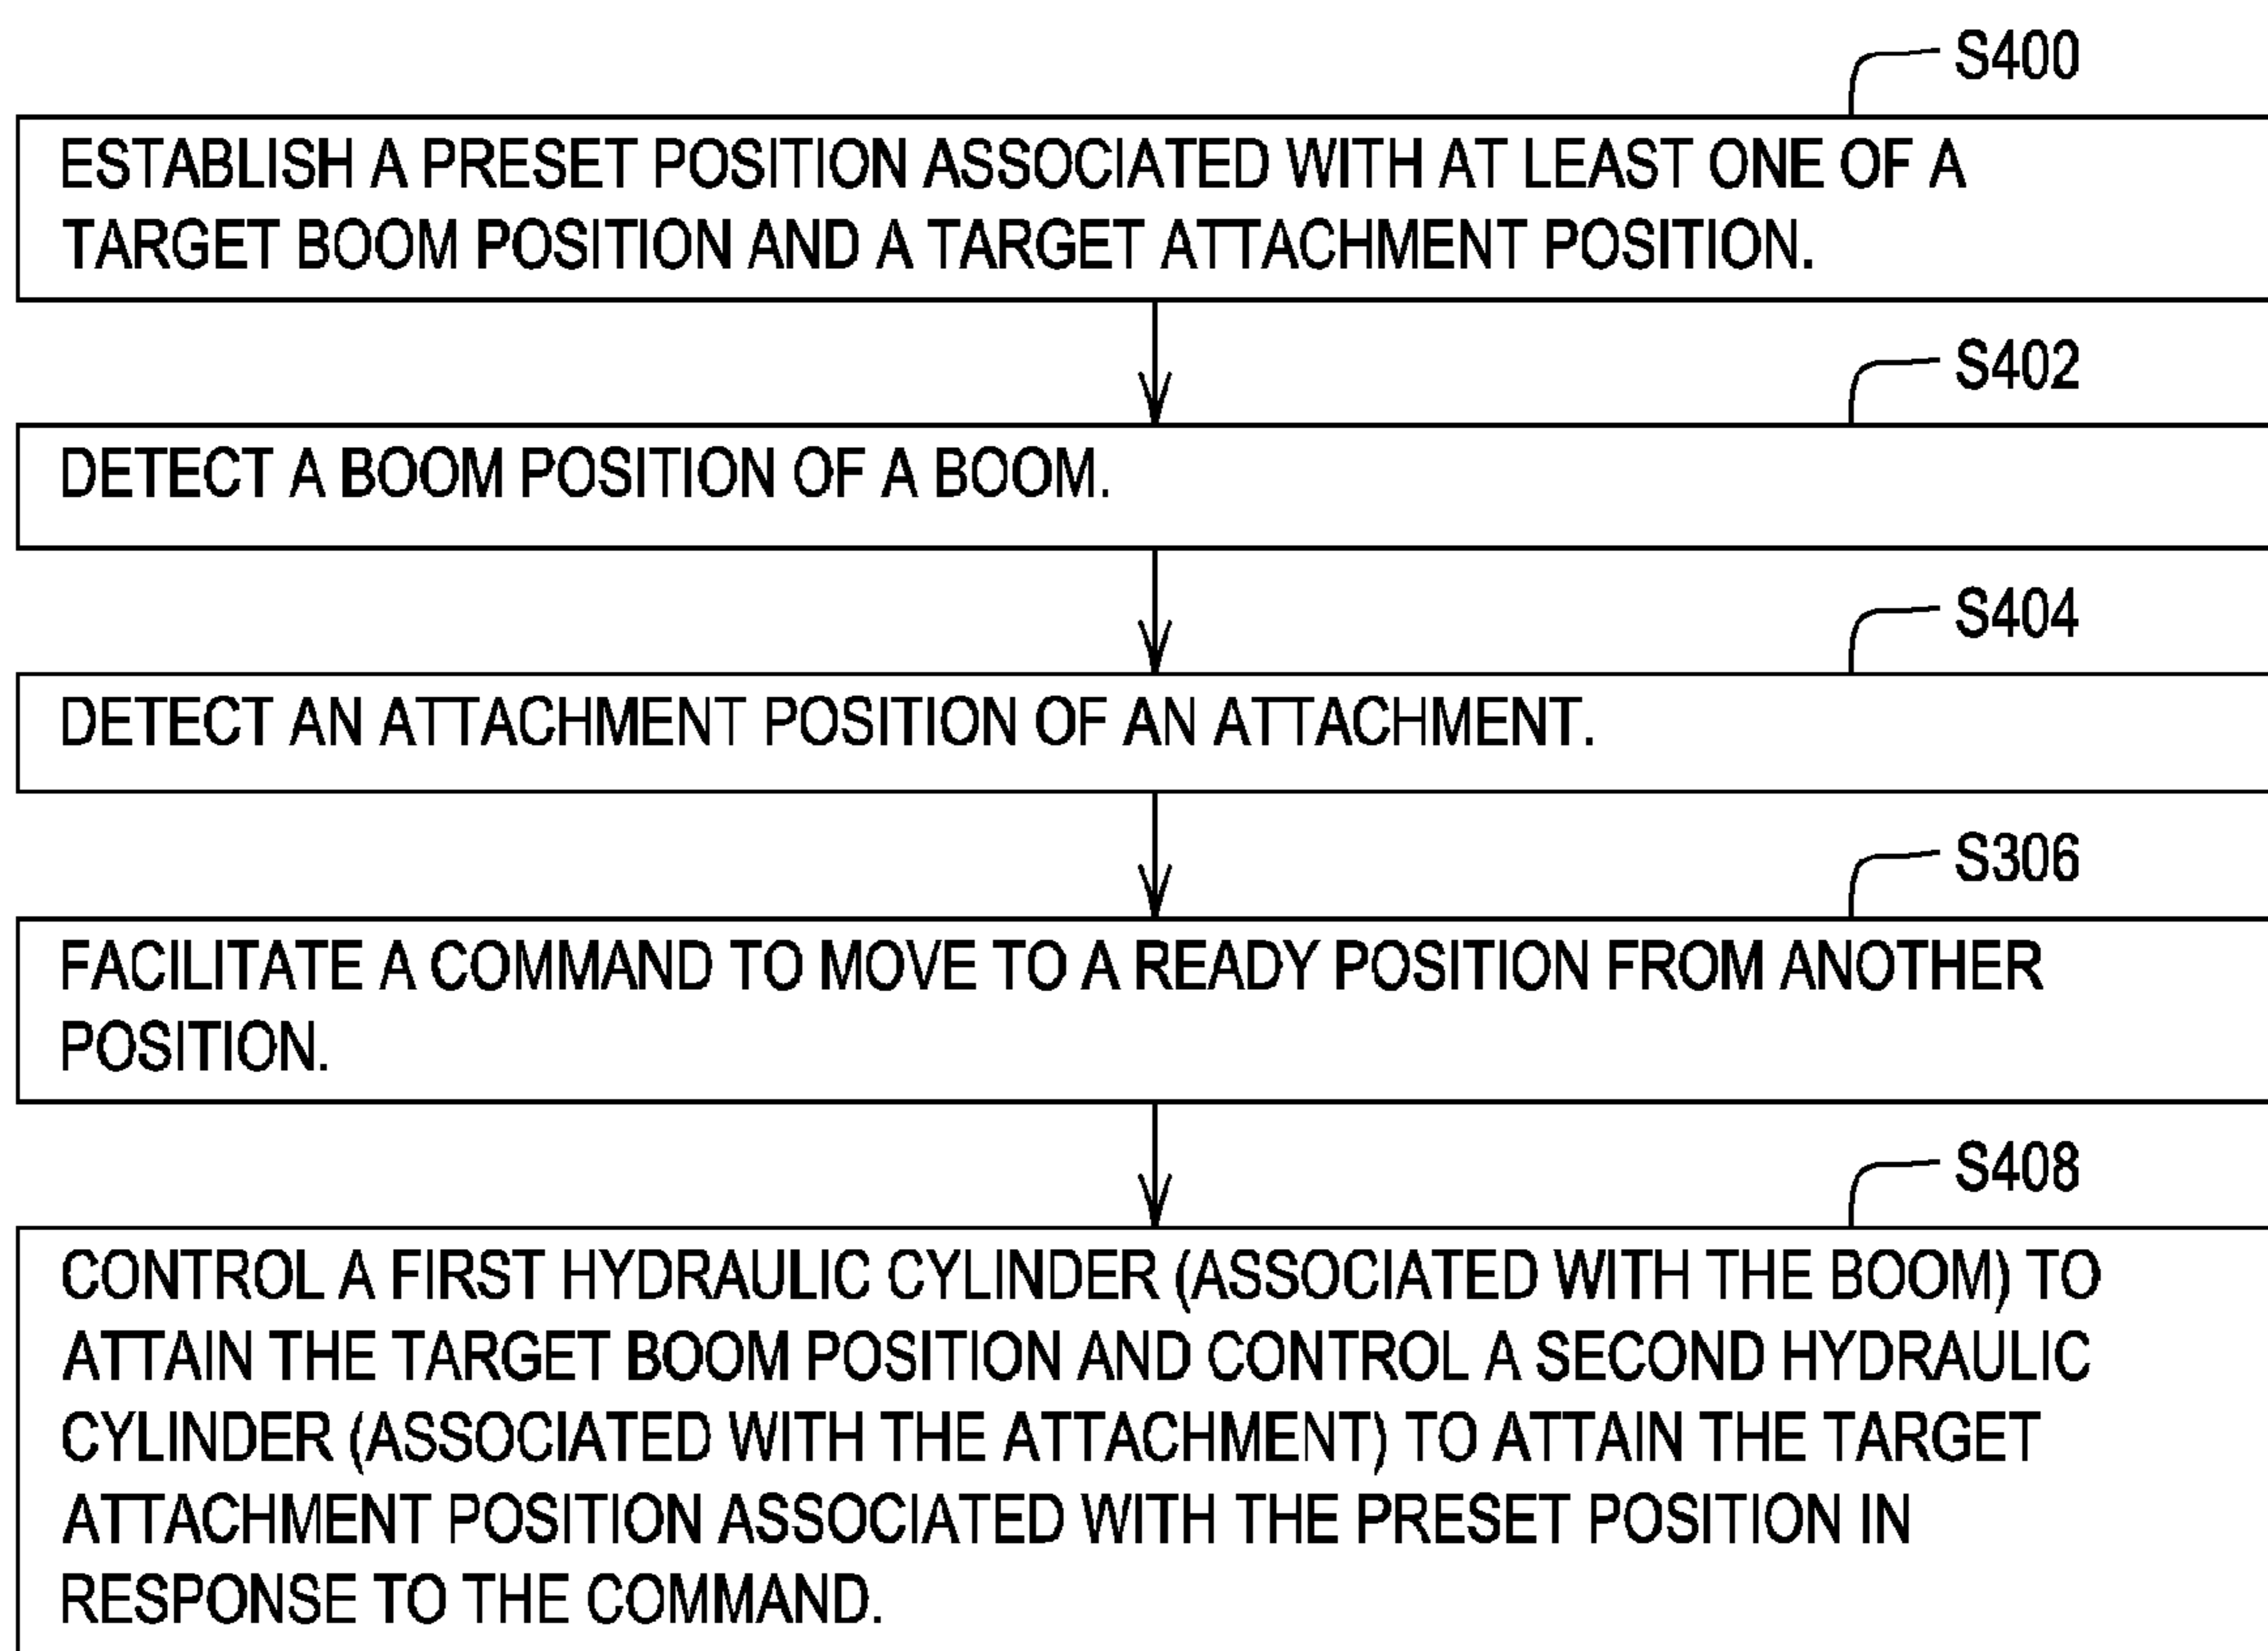 S400
ESTABLISH A PRESET POSITION ASSOCIATED WITH AT LEAST ONE OF A
TARGET BOOM POSITION AND A TARGET ATTACHMENT POSITION.
S402
DETECT A BOOM POSITION OF A BOOM.
S404
DETECT AN ATTACHMENT POSITION OF AN ATTACHMENT.
S306
FACILITATE A COMMAND TO MOVE TO A READY POSITION FROM ANOTHER
POSITION.
S408
CONTROL A FIRST HYDRAULIC CYLINDER (ASSOCIATED WITH THE BOOM) TO
ATTAIN THE TARGET BOOM POSITION AND CONTROL A SECOND HYDRAULIC
CYLINDER (ASSOCIATED WITH THE ATTACHMENT) TO ATTAIN THE TARGET
ATTACHMENT POSITION ASSOCIATED WITH THE PRESET POSITION IN
RESPONSE TO THE COMMAND.